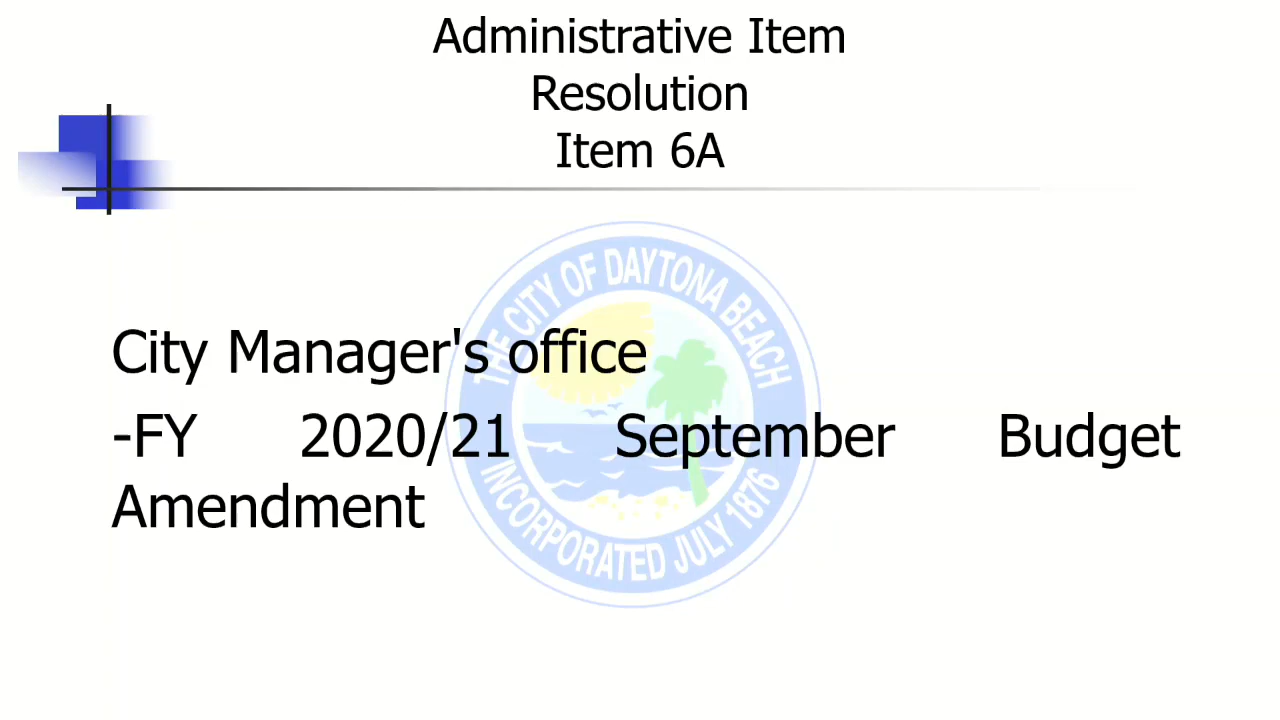 Administrative Item
Resolution
Item 6A
THE CITY OF DAYTONA BEACH
City Manager's office
-FY 2020/21 September Budget
Amendment
INCORPORATED JULY 1876